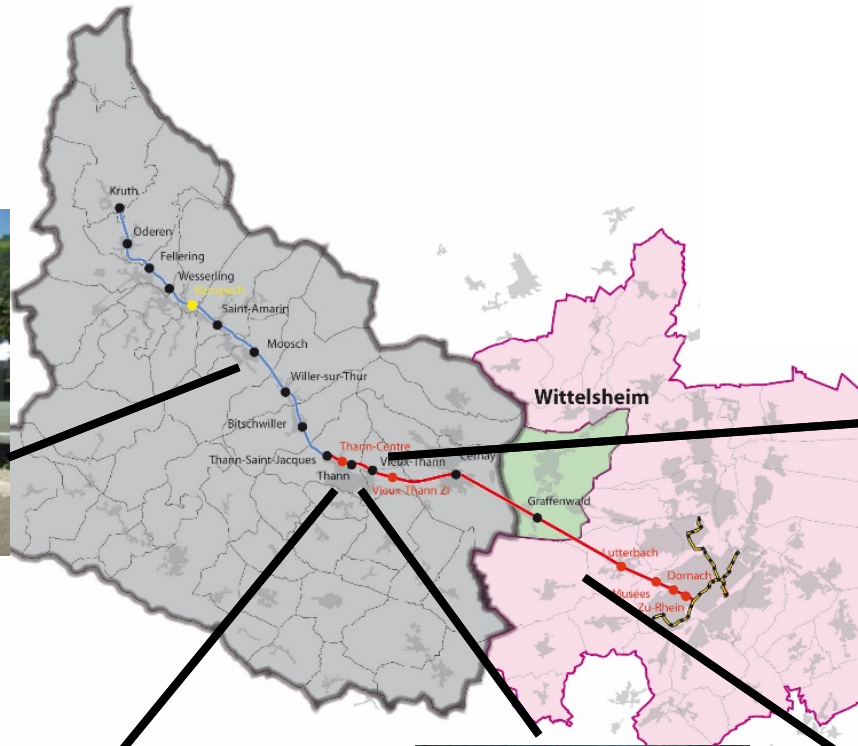 Kruth
Oderen
Fellering
Wesserling
Ranspach
Saint-Amarin
Moosch
Willer-sur-Thur
Wittelsheim
Bitschwiller
Thann-Centre
Thann-Saint-Jacques
Vieux-Thann
Cernay
Thann
Vieux-Thann ZI
Graffenwald
Lutterbach
Dornach
Musées
Zu-Rhein